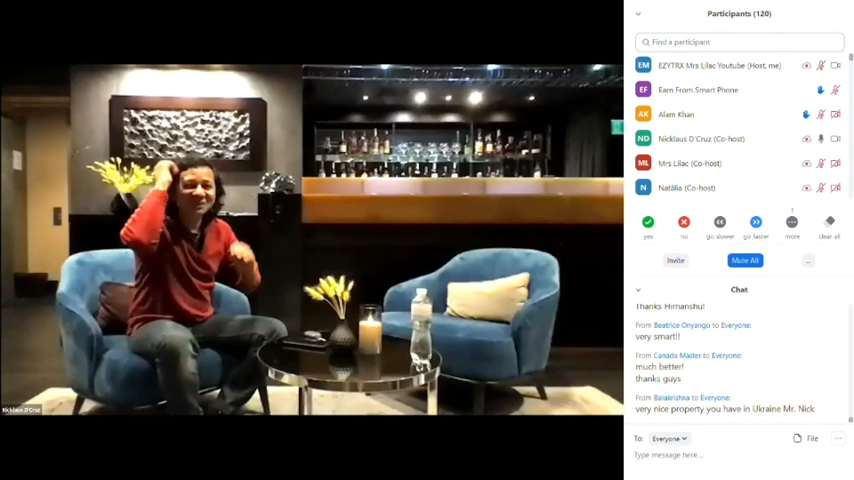 Participants (120)
Find a participant
EM EZYTRX Mrs Lilac Youtube (Host, me)
EF Earn From Smart Phone
AK Alam Khan
ND Nicklaus D'Cruz (Co-host)
ML Mrs Lilac (Co-host)
N Natália (Co-host)
yes no go slower go faster more clear all
Invite Mute All ...
Chat
Thanks Himanshu!
From Beatrice Onyango to Everyone:
very smart!!
From Canada Master to Everyone:
much better!
thanks guys
From Balakrishna to Everyone:
very nice property you have in Ukraine Mr. Nick
Nicklaus D'Cruz
To: Everyone File ...
Type message here...